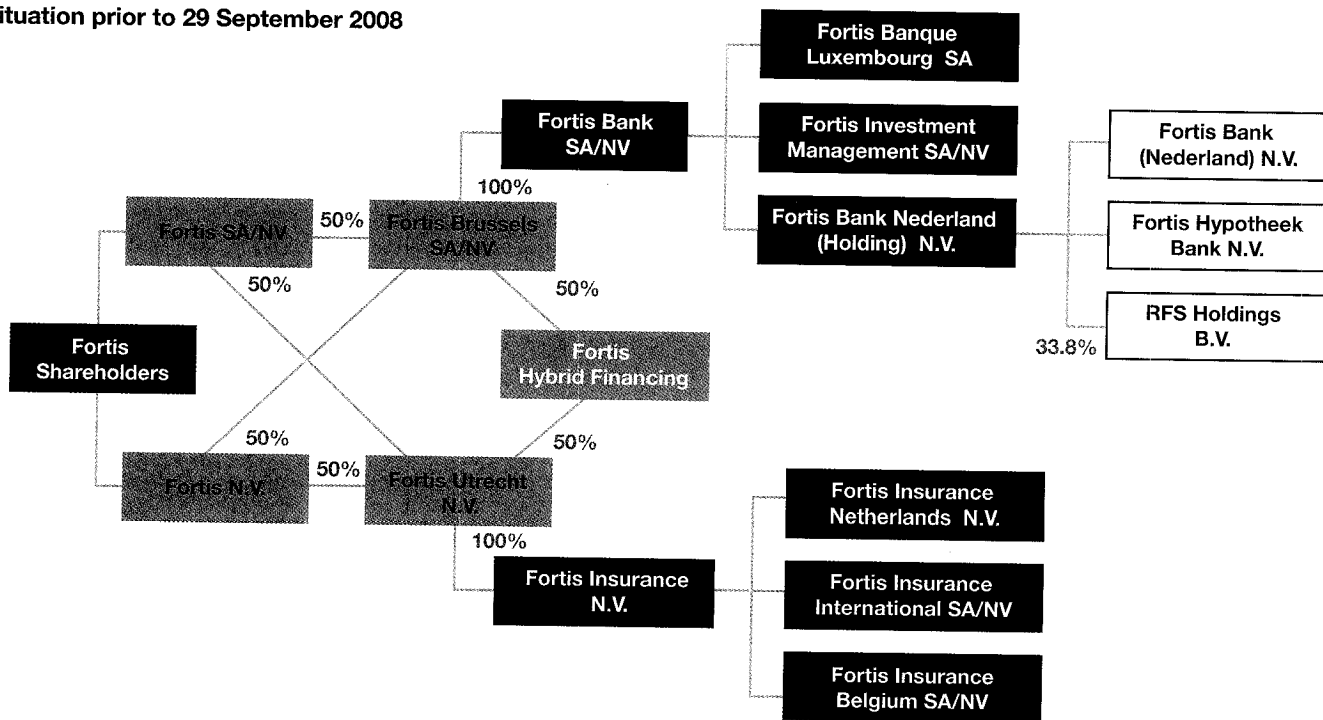 ituation prior to 29 September 2008
Fortis Banque
Luxembourg SA
Fortis Bank
SA/NV
Fortis Investment
Management SA/NV
Fortis Bank
(Nederland) N.V.
100%
Fortis SA/NV
50%
Fortis Brussels
SA/NV
Fortis Bank Nederland
(Holding) N.V.
Fortis Hypotheek
Bank N.V.
50%
50%
RFS Holdings
B.V.
33.8%
Fortis
Shareholders
Fortis
Hybrid Financing
50%
50%
Fortis N.V.
50%
Fortis Utrecht
N.V.
Fortis Insurance
Netherlands N.V.
100%
Fortis Insurance
N.V.
Fortis Insurance
International SA/NV
Fortis Insurance
Belgium SA/NV